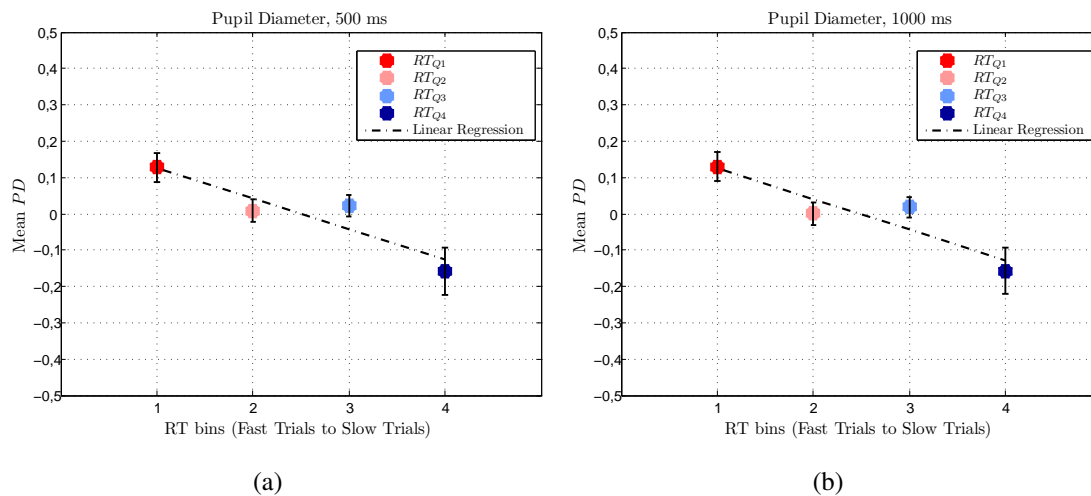 Pupil Diameter, 500 ms
0,5
0,4
0,3
0,2
0,1
0
−0,1
−0,2
−0,3
−0,4
−0,5
Mean PD
RT_Q1
RT_Q2
RT_Q3
RT_Q4
Linear Regression
1 2 3 4
RT bins (Fast Trials to Slow Trials)
(a)
Pupil Diameter, 1000 ms
0,5
0,4
0,3
0,2
0,1
0
−0,1
−0,2
−0,3
−0,4
−0,5
Mean PD
RT_Q1
RT_Q2
RT_Q3
RT_Q4
Linear Regression
1 2 3 4
RT bins (Fast Trials to Slow Trials)
(b)